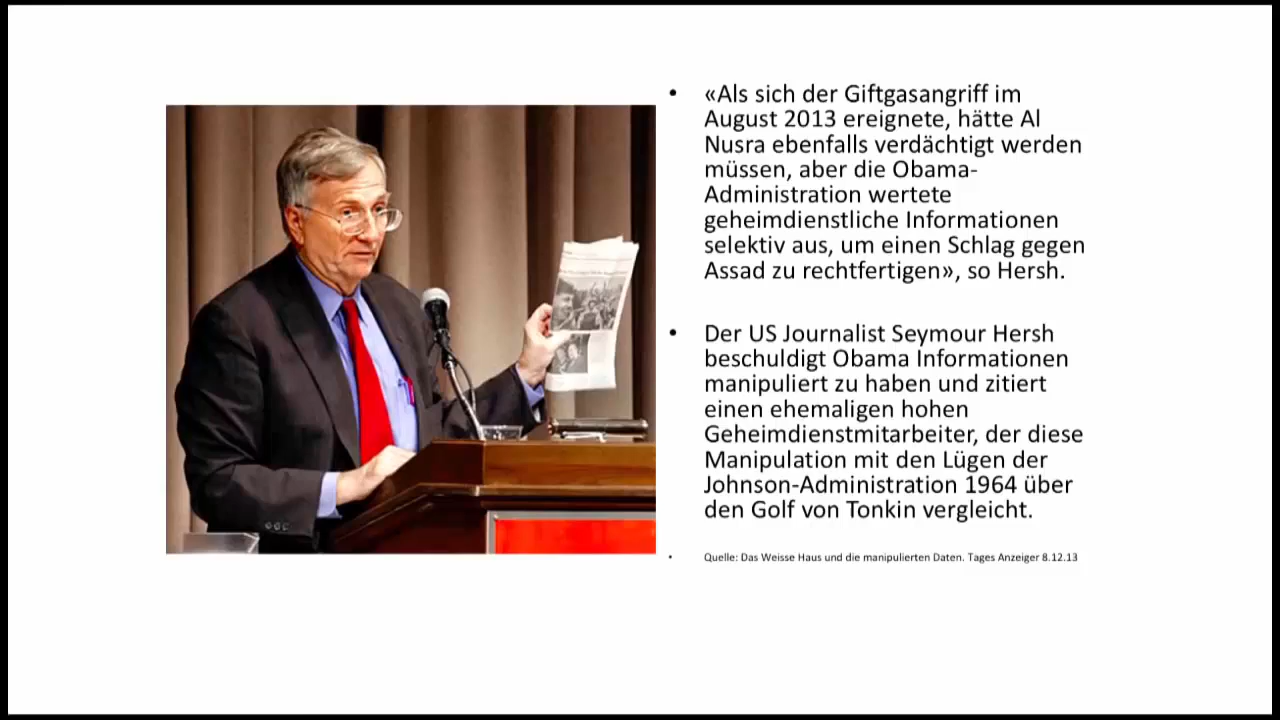 • «Als sich der Giftgasangriff im
August 2013 ereignete, hätte Al
Nusra ebenfalls verdächtigt werden
müssen, aber die Obama-
Administration wertete
geheimdienstliche Informationen
selektiv aus, um einen Schlag gegen
Assad zu rechtfertigen», so Hersh.
• Der US Journalist Seymour Hersh
beschuldigt Obama Informationen
manipuliert zu haben und zitiert
einen ehemaligen hohen
Geheimdienstmitarbeiter, der diese
Manipulation mit den Lügen der
Johnson-Administration 1964 über
den Golf von Tonkin vergleicht.
• Quelle: Das Weisse Haus und die manipulierten Daten. Tages Anzeiger 8.12.13